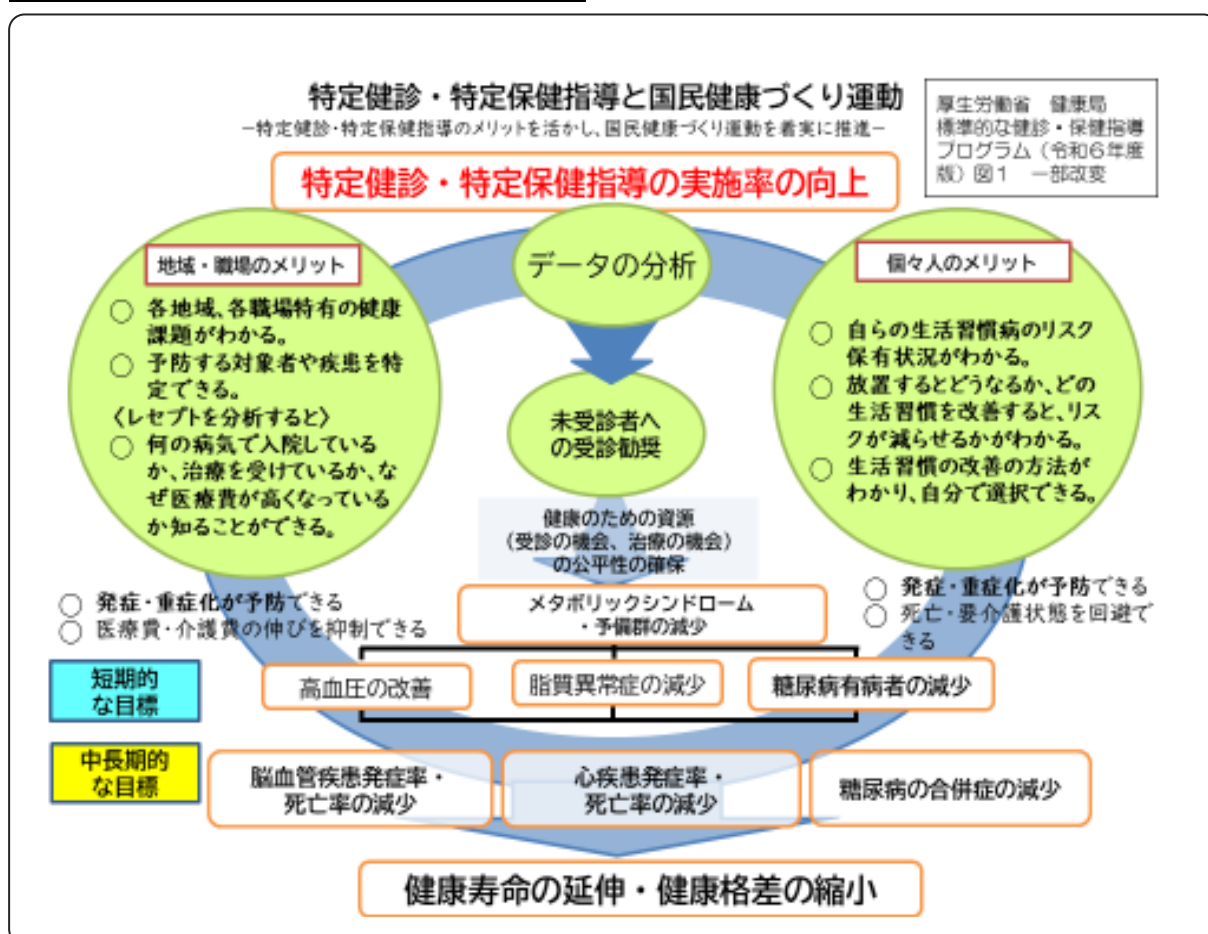 特定健診・特定保健指導と国民健康づくり運動
－特定健診・特定保健指導のメリットを活かし、国民健康づくり運動を着実に推進－
厚生労働省　健康局
標準的な健診・保健指導
プログラム（令和６年度
版）図１　一部改変
特定健診・特定保健指導の実施率の向上
地域・職場のメリット
○ 各地域、各職場特有の健康
課題がわかる。
○ 予防する対象者や疾患を特
定できる。
〈レセプトを分析すると〉
○ 何の病気で入院している
か、治療を受けているか、な
ぜ医療費が高くなっている
か知ることができる。
データの分析
未受診者へ
の受診勧奨
健康のための資源
（受診の機会、治療の機会）
の公平性の確保
個々人のメリット
○ 自らの生活習慣病のリスク
保有状況がわかる。
○ 放置するとどうなるか、どの
生活習慣を改善すると、リス
クが減らせるかがわかる。
○ 生活習慣の改善の方法が
わかり、自分で選択できる。
○ 発症・重症化が予防できる
○ 医療費・介護費の伸びを抑制できる
メタボリックシンドローム
・予備群の減少
○ 発症・重症化が予防できる
○ 死亡・要介護状態を回避で
きる
短期的
な目標
高血圧の改善
脂質異常症の減少
糖尿病有病者の減少
中長期的
な目標
脳血管疾患発症率・
死亡率の減少
心疾患発症率・
死亡率の減少
糖尿病の合併症の減少
健康寿命の延伸・健康格差の縮小